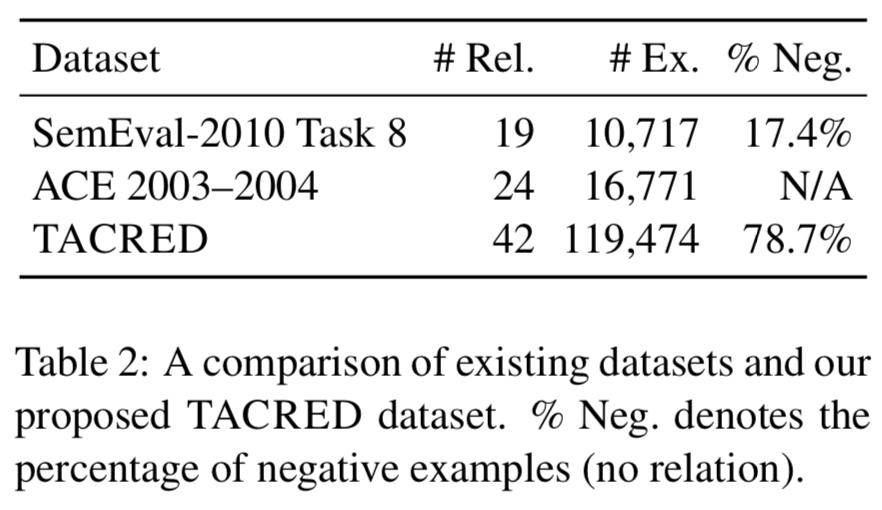 Dataset # Rel. # Ex. % Neg.
SemEval-2010 Task 8 19 10,717 17.4%
ACE 2003–2004 24 16,771 N/A
TACRED 42 119,474 78.7%
Table 2: A comparison of existing datasets and our
proposed TACRED dataset. % Neg. denotes the
percentage of negative examples (no relation).